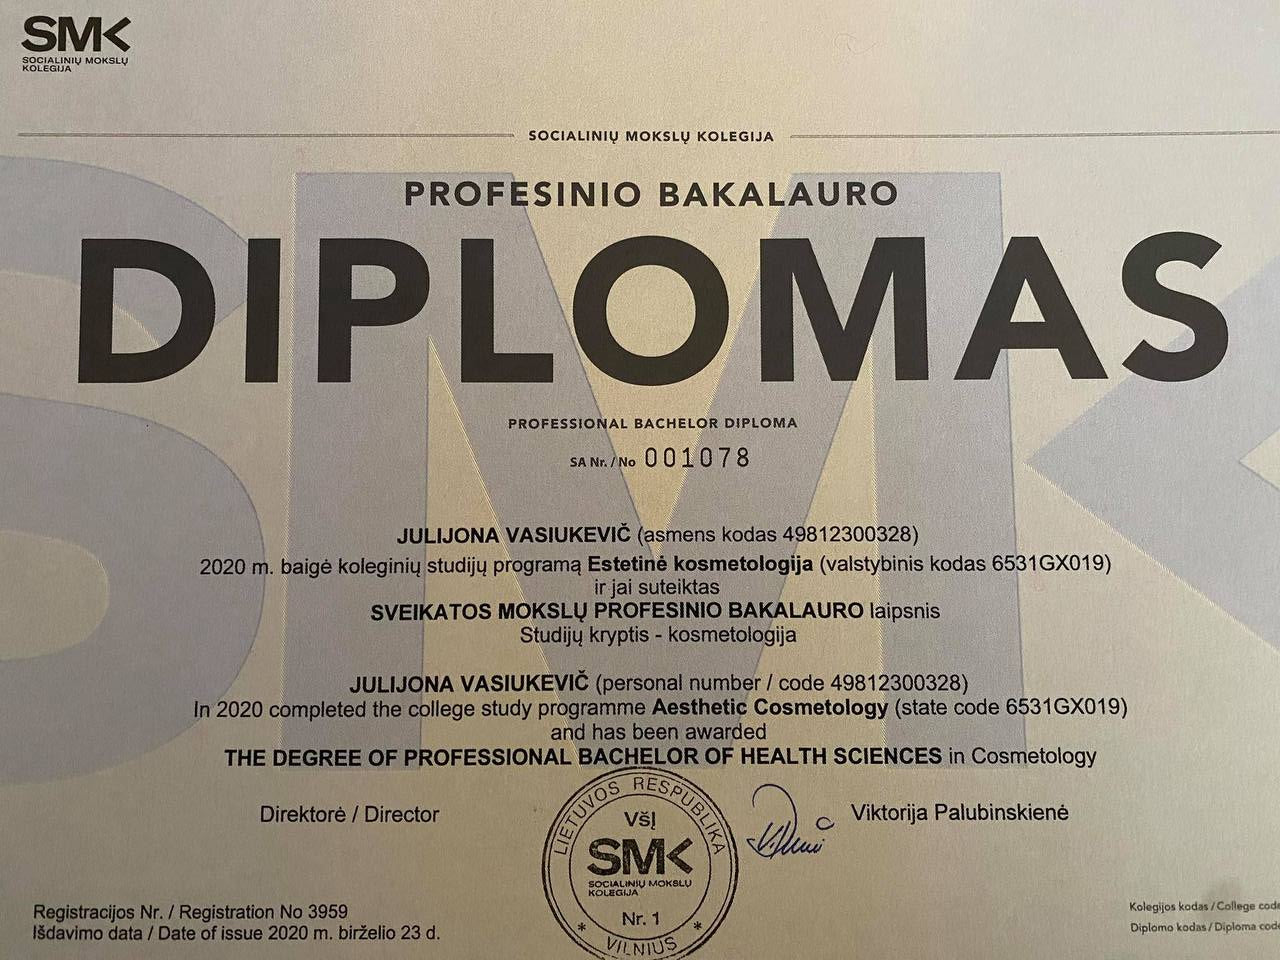 SMK
SOCIALINIŲ MOKSLŲ
KOLEGIJA
SOCIALINIŲ MOKSLŲ KOLEGIJA
PROFESINIO BAKALAURO
DIPLOMAS
PROFESSIONAL BACHELOR DIPLOMA
SA Nr. / No 001078
JULIJONA VASIUKEVIČ (asmens kodas 49812300328)
2020 m. baigė koleginių studijų programą Estetinė kosmetologija (valstybinis kodas 6531GX019)
ir jai suteiktas
SVEIKATOS MOKSLŲ PROFESINIO BAKALAURO laipsnis
Studijų kryptis - kosmetologija
JULIJONA VASIUKEVIČ (personal number / code 49812300328)
In 2020 completed the college study programme Aesthetic Cosmetology (state code 6531GX019)
and has been awarded
THE DEGREE OF PROFESSIONAL BACHELOR OF HEALTH SCIENCES in Cosmetology
Direktorė / Director
Viktorija Palubinskienė
LIETUVOS RESPUBLIKA
VšĮ
SMK
SOCIALINIŲ MOKSLŲ
KOLEGIJA
Nr. 1
* VILNIUS *
Registracijos Nr. / Registration No 3959
Išdavimo data / Date of issue 2020 m. birželio 23 d.
Kolegijos kodas / College code
Diplomo kodas / Diploma code